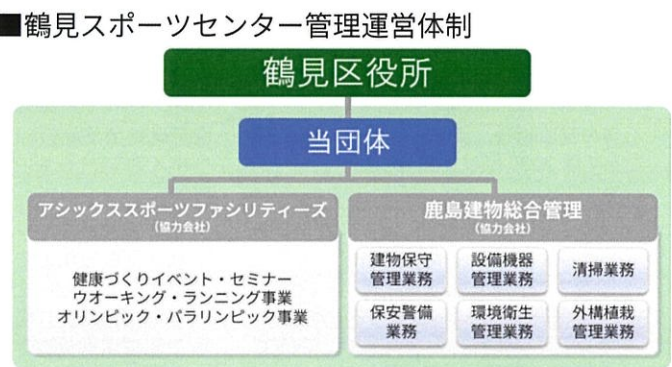 ■鶴見スポーツセンター管理運営体制
鶴見区役所
当団体
アシックススポーツファシリティーズ
(協力会社)
健康づくりイベント・セミナー
ウオーキング・ランニング事業
オリンピック・パラリンピック事業
鹿島建物総合管理
(協力会社)
建物保守
管理業務
設備機器
管理業務
清掃業務
保安警備
業務
環境衛生
管理業務
外構植栽
管理業務